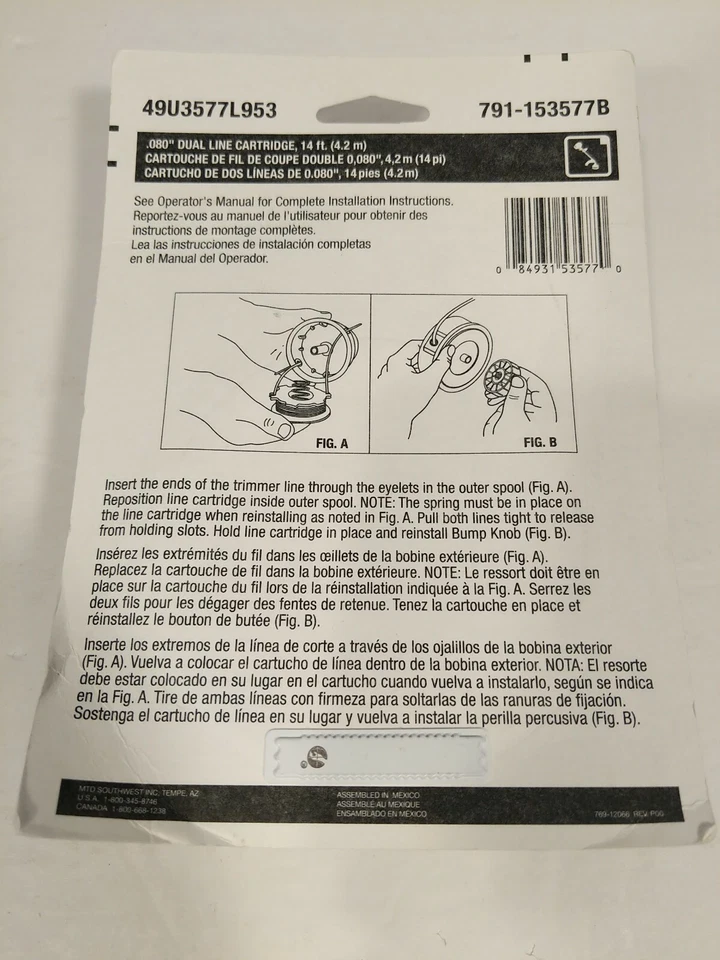 49U3577L953
791-153577B
.080" DUAL LINE CARTRIDGE, 14 ft. (4.2 m)
CARTOUCHE DE FIL DE COUPE DOUBLE 0,080", 4,2 m (14 pi)
CARTUCHO DE DOS LÍNEAS DE 0.080", 14 pies (4.2 m)
See Operator's Manual for Complete Installation Instructions.
Reportez-vous au manuel de l'utilisateur pour obtenir des
instructions de montage complètes.
Lea las instrucciones de instalación completas
en el Manual del Operador.
0 84931 53577 0
FIG. A
FIG. B
Insert the ends of the trimmer line through the eyelets in the outer spool (Fig. A).
Reposition line cartridge inside outer spool. NOTE: The spring must be in place on
the line cartridge when reinstalling as noted in Fig. A. Pull both lines tight to release
from holding slots. Hold line cartridge in place and reinstall Bump Knob (Fig. B).
Insérez les extrémités du fil dans les œillets de la bobine extérieure (Fig. A).
Replacez la cartouche de fil dans la bobine extérieure. NOTE: Le ressort doit être en
place sur la cartouche du fil lors de la réinstallation indiquée à la Fig. A. Serrez les
deux fils pour les dégager des fentes de retenue. Tenez la cartouche en place et
réinstallez le bouton de butée (Fig. B).
Inserte los extremos de la línea de corte a través de los ojalillos de la bobina exterior
(Fig. A). Vuelva a colocar el cartucho de línea dentro de la bobina exterior. NOTA: El resorte
debe estar colocado en su lugar en el cartucho cuando vuelva a instalarlo, según se indica
en la Fig. A. Tire de ambas líneas con firmeza para soltarlas de las ranuras de fijación.
Sostenga el cartucho de línea en su lugar y vuelva a instalar la perilla percusiva (Fig. B).
MTD SOUTHWEST INC, TEMPE, AZ
U.S.A. 1-800-345-8746
CANADA 1-800-668-1238
ASSEMBLED IN MEXICO
ASSEMBLÉ AU MEXIQUE
ENSAMBLADO EN MÉXICO
769-12066 REV P00